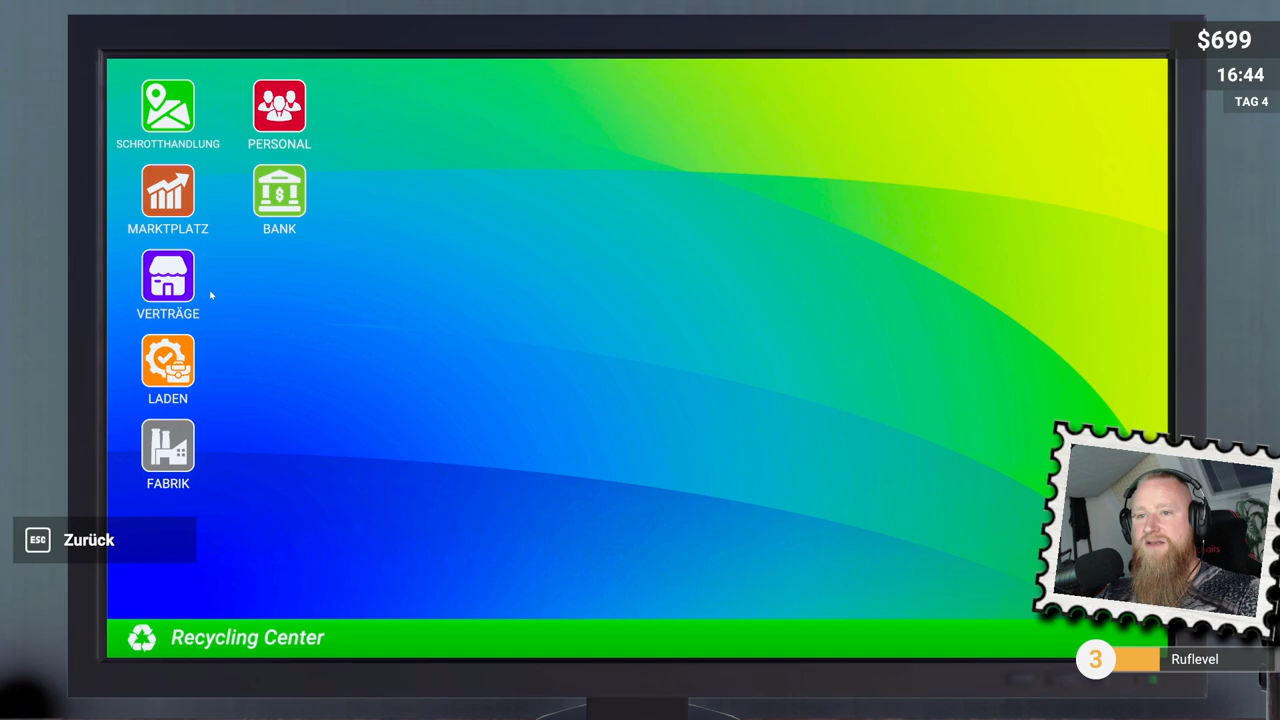 $699
16:44
TAG 4
SCHROTTHANDLUNG
PERSONAL
MARKTPLATZ
BANK
VERTRÄGE
LADEN
FABRIK
ESC Zurück
Recycling Center
3 Ruflevel